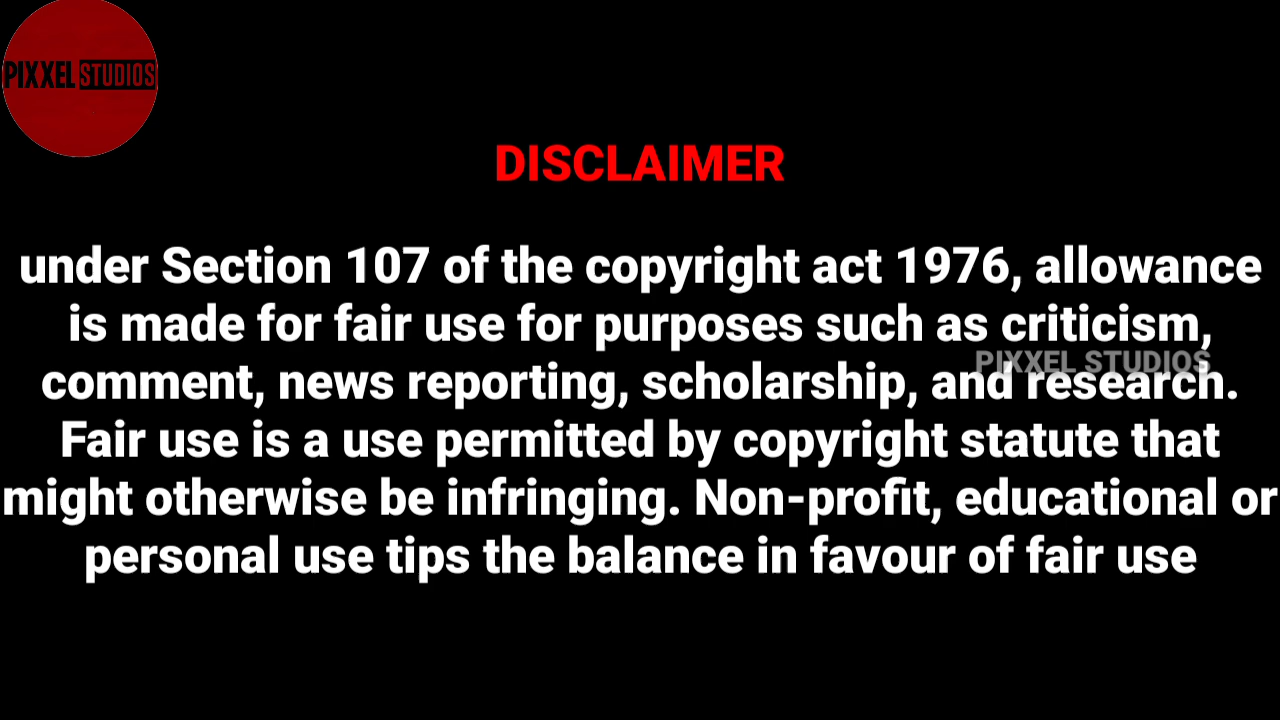 PIXXEL STUDIOS
DISCLAIMER
under Section 107 of the copyright act 1976, allowance
is made for fair use for purposes such as criticism,
PIXXEL STUDIOS
comment, news reporting, scholarship, and research.
Fair use is a use permitted by copyright statute that
might otherwise be infringing. Non-profit, educational or
personal use tips the balance in favour of fair use